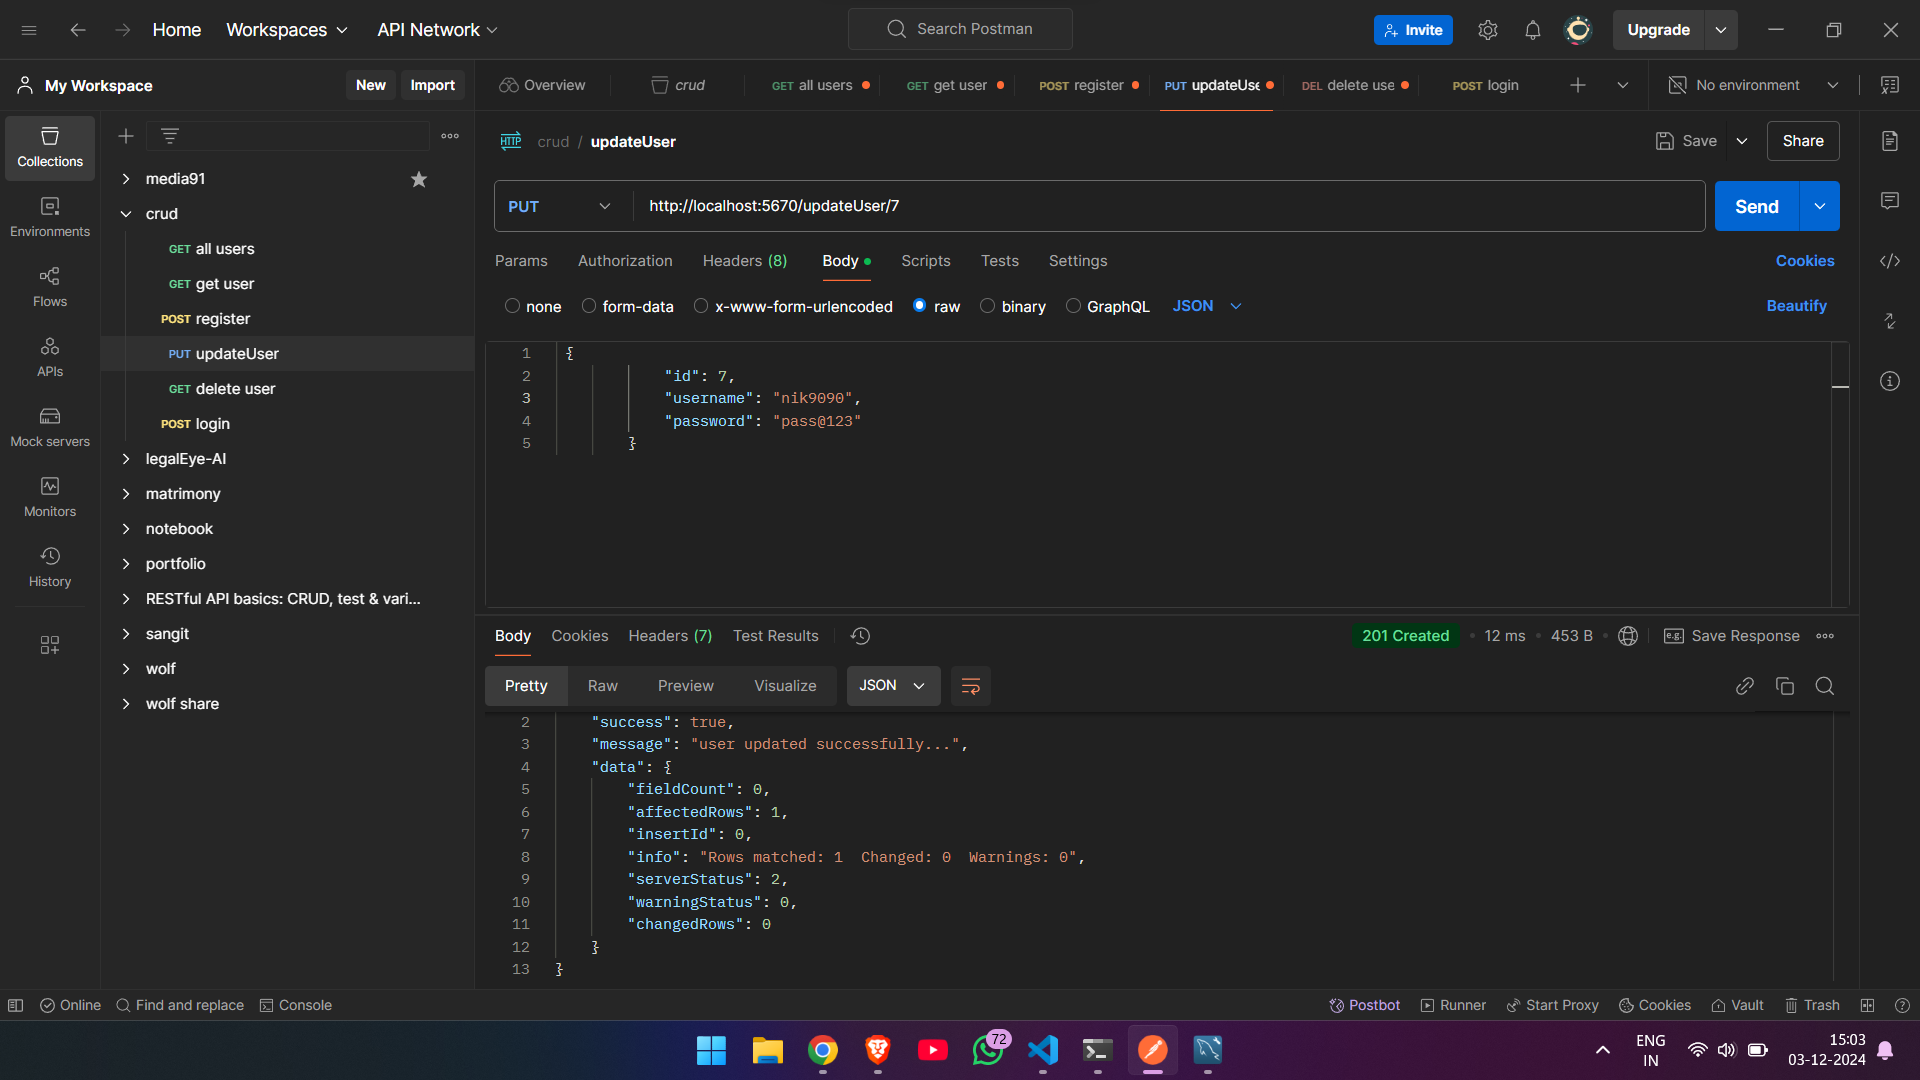 Home Workspaces API Network Search Postman Invite Upgrade
My Workspace New Import Overview crud GET all users GET get user POST register PUT updateUse DEL delete use POST login No environment
HTTP crud / updateUser Save Share
Collections
Environments
Flows
APIs
Mock servers
Monitors
History
media91
crud
GET all users
GET get user
POST register
PUT updateUser
GET delete user
POST login
legalEye-AI
matrimony
notebook
portfolio
RESTful API basics: CRUD, test & vari...
sangit
wolf
wolf share
PUT http://localhost:5670/updateUser/7 Send
Params Authorization Headers (8) Body Scripts Tests Settings Cookies
none form-data x-www-form-urlencoded raw binary GraphQL JSON Beautify
1 {
2 "id": 7,
3 "username": "nik9090",
4 "password": "pass@123"
5 }
Body Cookies Headers (7) Test Results 201 Created 12 ms 453 B e.g. Save Response
Pretty Raw Preview Visualize JSON
2 "success": true,
3 "message": "user updated successfully...",
4 "data": {
5 "fieldCount": 0,
6 "affectedRows": 1,
7 "insertId": 0,
8 "info": "Rows matched: 1  Changed: 0  Warnings: 0",
9 "serverStatus": 2,
10 "warningStatus": 0,
11 "changedRows": 0
12 }
13 }
Online Find and replace Console Postbot Runner Start Proxy Cookies Vault Trash
72
ENG
IN
15:03
03-12-2024